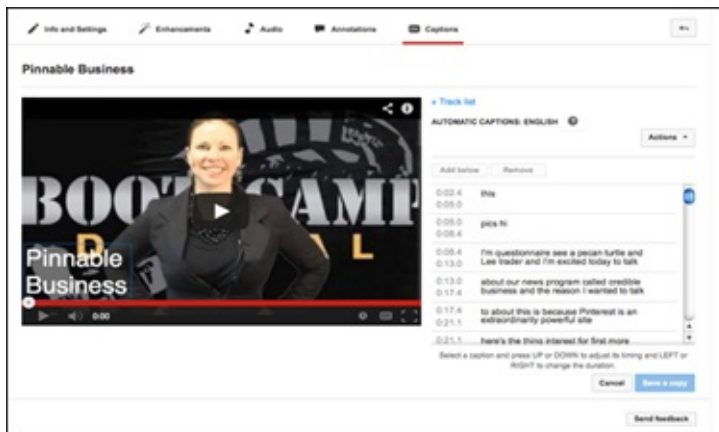 Info and Settings Enhancements Audio Annotations Captions
Pinnable Business
BOOT CAMP
D I AL
Pinnable
Business
0:00
« Track list
AUTOMATIC CAPTIONS: ENGLISH
Actions
Add below Remove
0:02.4 this
0:05.0
0:05.0 pics hi
0:08.4
0:08.4 I'm questionnaire see a pecan turtle and
0:13.0 Lee trader and I'm excited today to talk
0:13.0 about our news program called credible
0:17.4 business and the reason I wanted to talk
0:17.4 to about this is because Pinterest is an
0:21.1 extraordinarily powerful site
0:21.1 here's the thing interest for first more
Select a caption and press UP or DOWN to adjust its timing and LEFT or
RIGHT to change the duration.
Cancel Save a copy
Send feedback